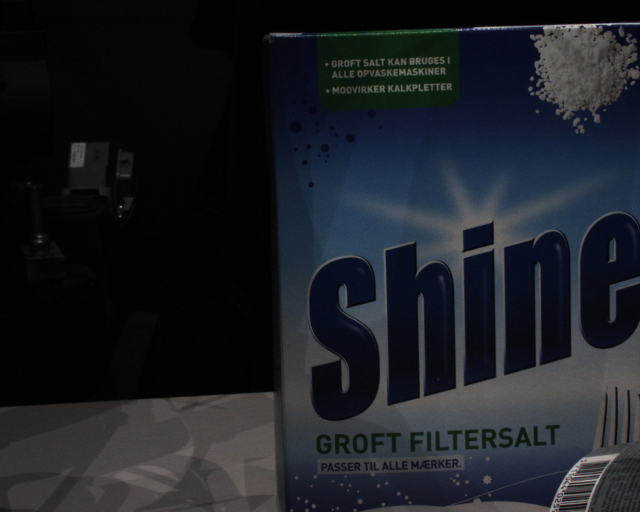 • GROFT SALT KAN BRUGES I
ALLE OPVASKEMASKINER
• MODVIRKER KALKPLETTER
Shine
GROFT FILTERSALT
PASSER TIL ALLE MÆRKER.